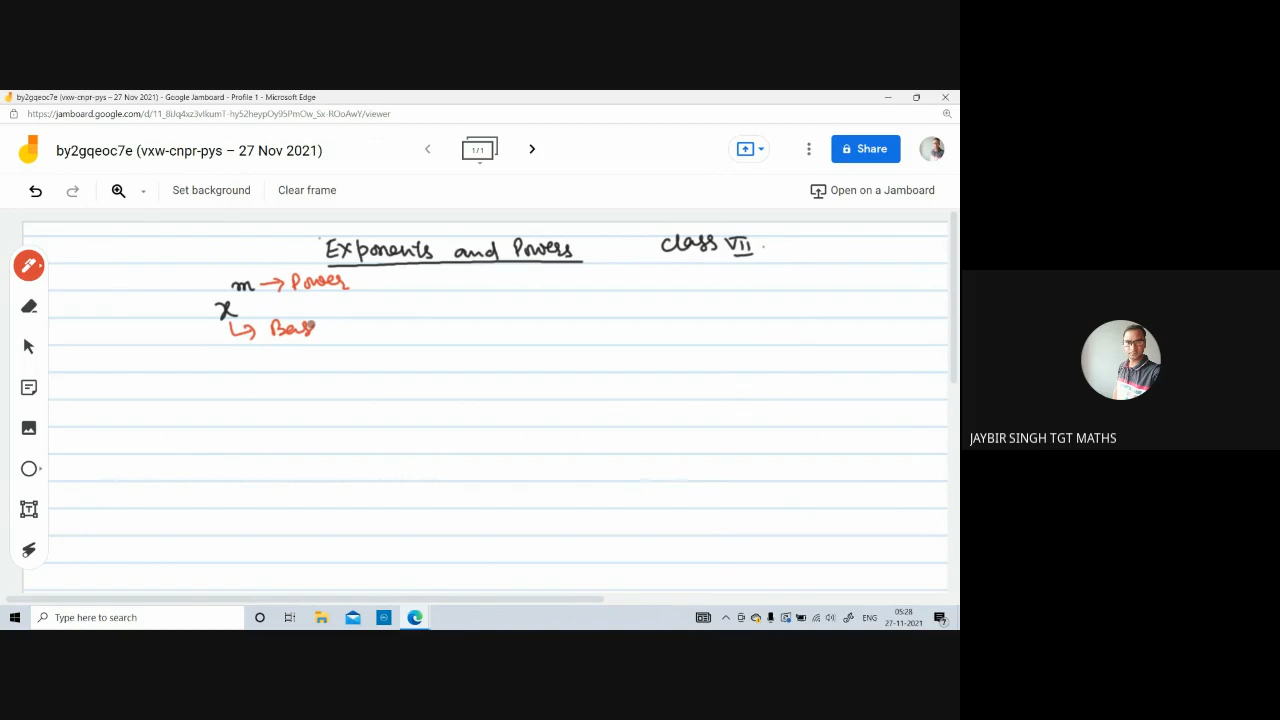 by2gqeoc7e (vxw-cnpr-pys – 27 Nov 2021) - Google Jamboard - Profile 1 - Microsoft Edge
by2gqeoc7e (vxw-cnpr-pys – 27 Nov 2021)
1/1
Share
Set background
Clear frame
Open on a Jamboard
Exponents and Powers class VII
m → Power
x
↳ Bas
JAYBIR SINGH TGT MATHS
Type here to search
ENG
05:28
27-11-2021